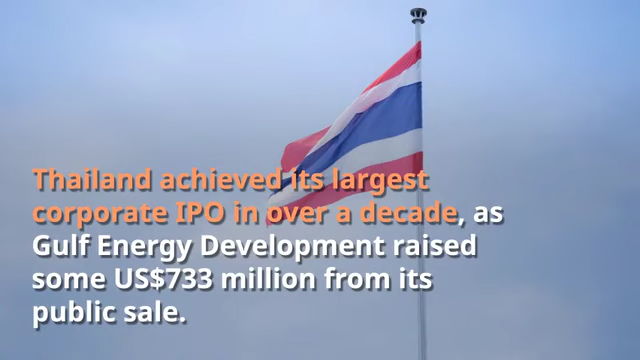 Thailand achieved its largest
corporate IPO in over a decade, as
Gulf Energy Development raised
some US$733 million from its
public sale.